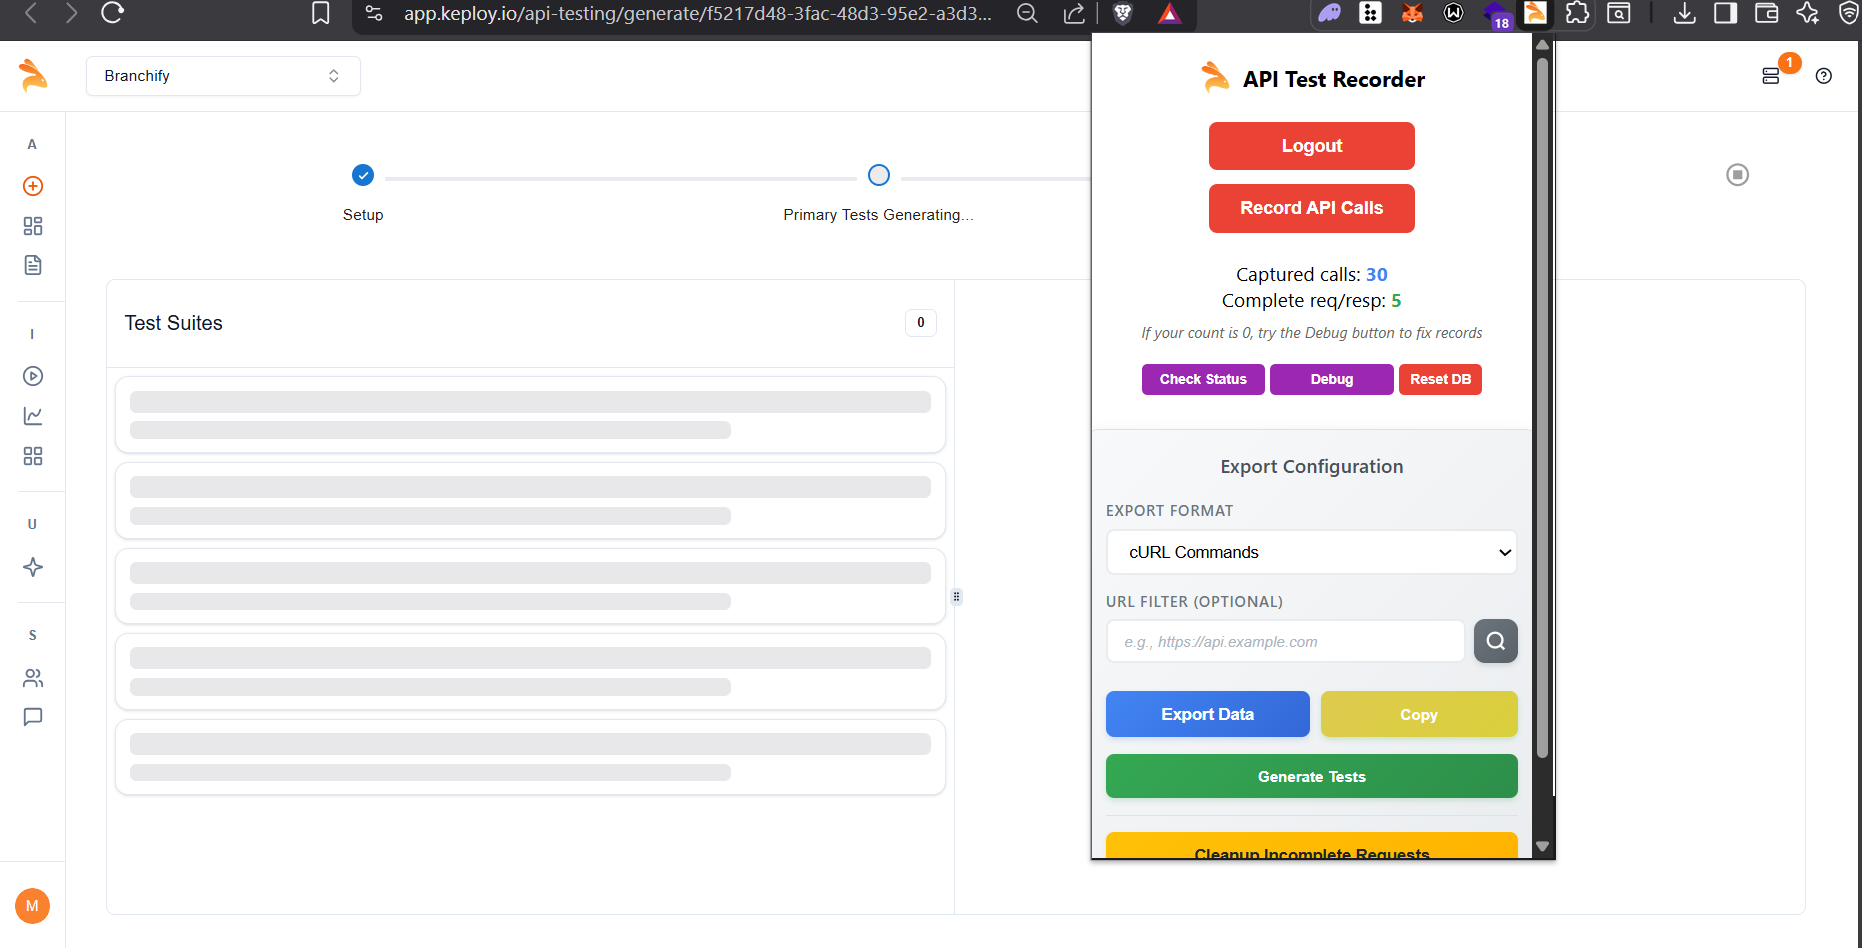 app.keploy.io/api-testing/generate/f5217d48-3fac-48d3-95e2-a3d3...
18
Branchify
1
A
I
U
S
M
Setup
Primary Tests Generating...
Test Suites
0
API Test Recorder
Logout
Record API Calls
Captured calls: 30
Complete req/resp: 5
If your count is 0, try the Debug button to fix records
Check Status
Debug
Reset DB
Export Configuration
EXPORT FORMAT
cURL Commands
URL FILTER (OPTIONAL)
e.g., https://api.example.com
Export Data
Copy
Generate Tests
Cleanup Incomplete Requests